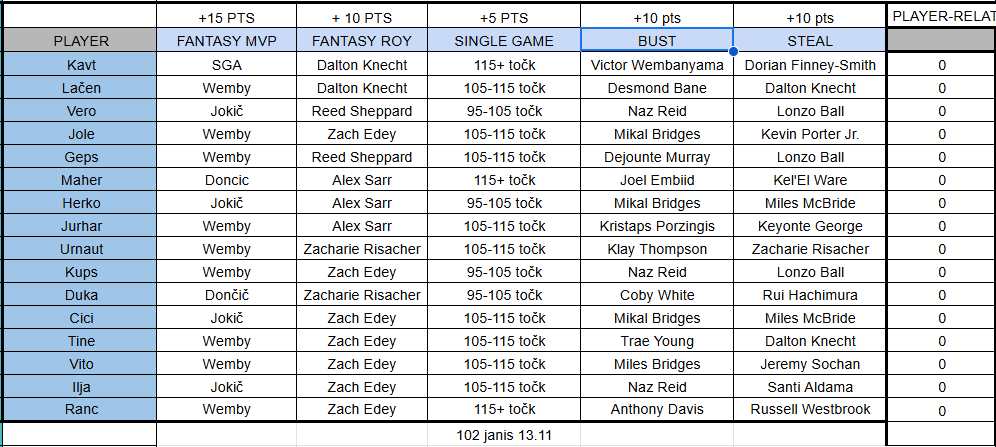 +15 PTS + 10 PTS +5 PTS +10 pts +10 pts PLAYER-RELAT
PLAYER FANTASY MVP FANTASY ROY SINGLE GAME BUST STEAL
Kavt SGA Dalton Knecht 115+ točk Victor Wembanyama Dorian Finney-Smith 0
Lačen Wemby Dalton Knecht 105-115 točk Desmond Bane Dalton Knecht 0
Vero Jokič Reed Sheppard 95-105 točk Naz Reid Lonzo Ball 0
Jole Wemby Zach Edey 105-115 točk Mikal Bridges Kevin Porter Jr. 0
Geps Wemby Reed Sheppard 105-115 točk Dejounte Murray Lonzo Ball 0
Maher Doncic Alex Sarr 115+ točk Joel Embiid Kel'El Ware 0
Herko Jokič Alex Sarr 95-105 točk Mikal Bridges Miles McBride 0
Jurhar Wemby Alex Sarr 105-115 točk Kristaps Porzingis Keyonte George 0
Urnaut Wemby Zacharie Risacher 105-115 točk Klay Thompson Zacharie Risacher 0
Kups Wemby Zach Edey 95-105 točk Naz Reid Lonzo Ball 0
Duka Dončič Zacharie Risacher 95-105 točk Coby White Rui Hachimura 0
Cici Jokič Zach Edey 105-115 točk Mikal Bridges Miles McBride 0
Tine Wemby Zach Edey 105-115 točk Trae Young Dalton Knecht 0
Vito Wemby Zach Edey 105-115 točk Miles Bridges Jeremy Sochan 0
Ilja Jokič Zach Edey 105-115 točk Naz Reid Santi Aldama 0
Ranc Wemby Zach Edey 115+ točk Anthony Davis Russell Westbrook 0
102 janis 13.11